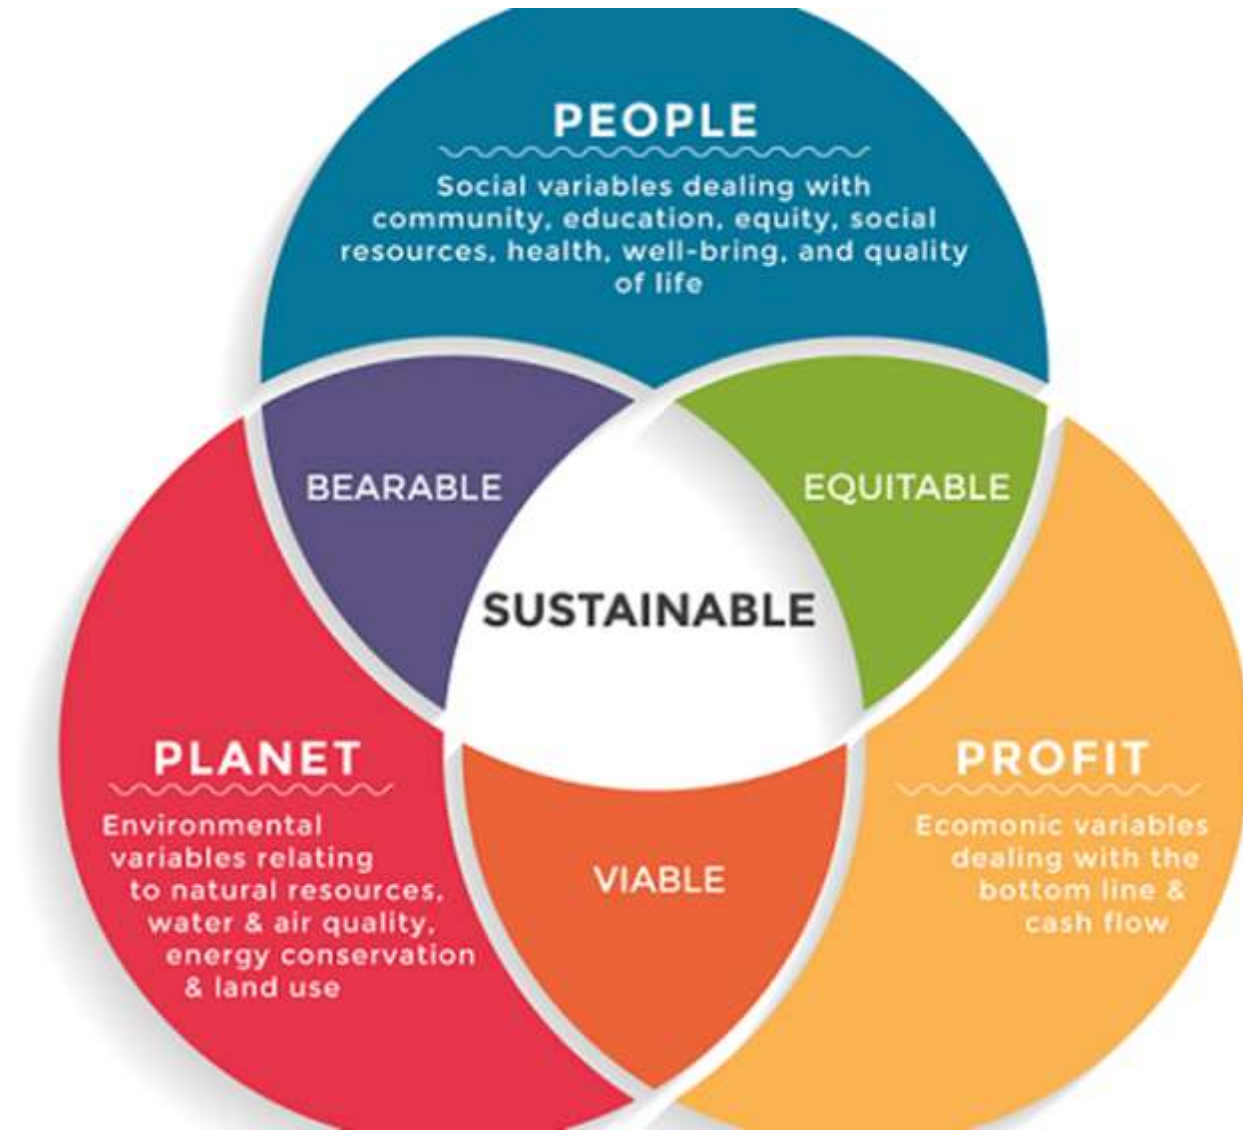 PEOPLE
Social variables dealing with
community, education, equity, social
resources, health, well-bring, and quality
of life
BEARABLE
EQUITABLE
SUSTAINABLE
PLANET
Environmental
variables relating
to natural resources,
water & air quality,
energy conservation
& land use
VIABLE
PROFIT
Ecomonic variables
dealing with the
bottom line &
cash flow